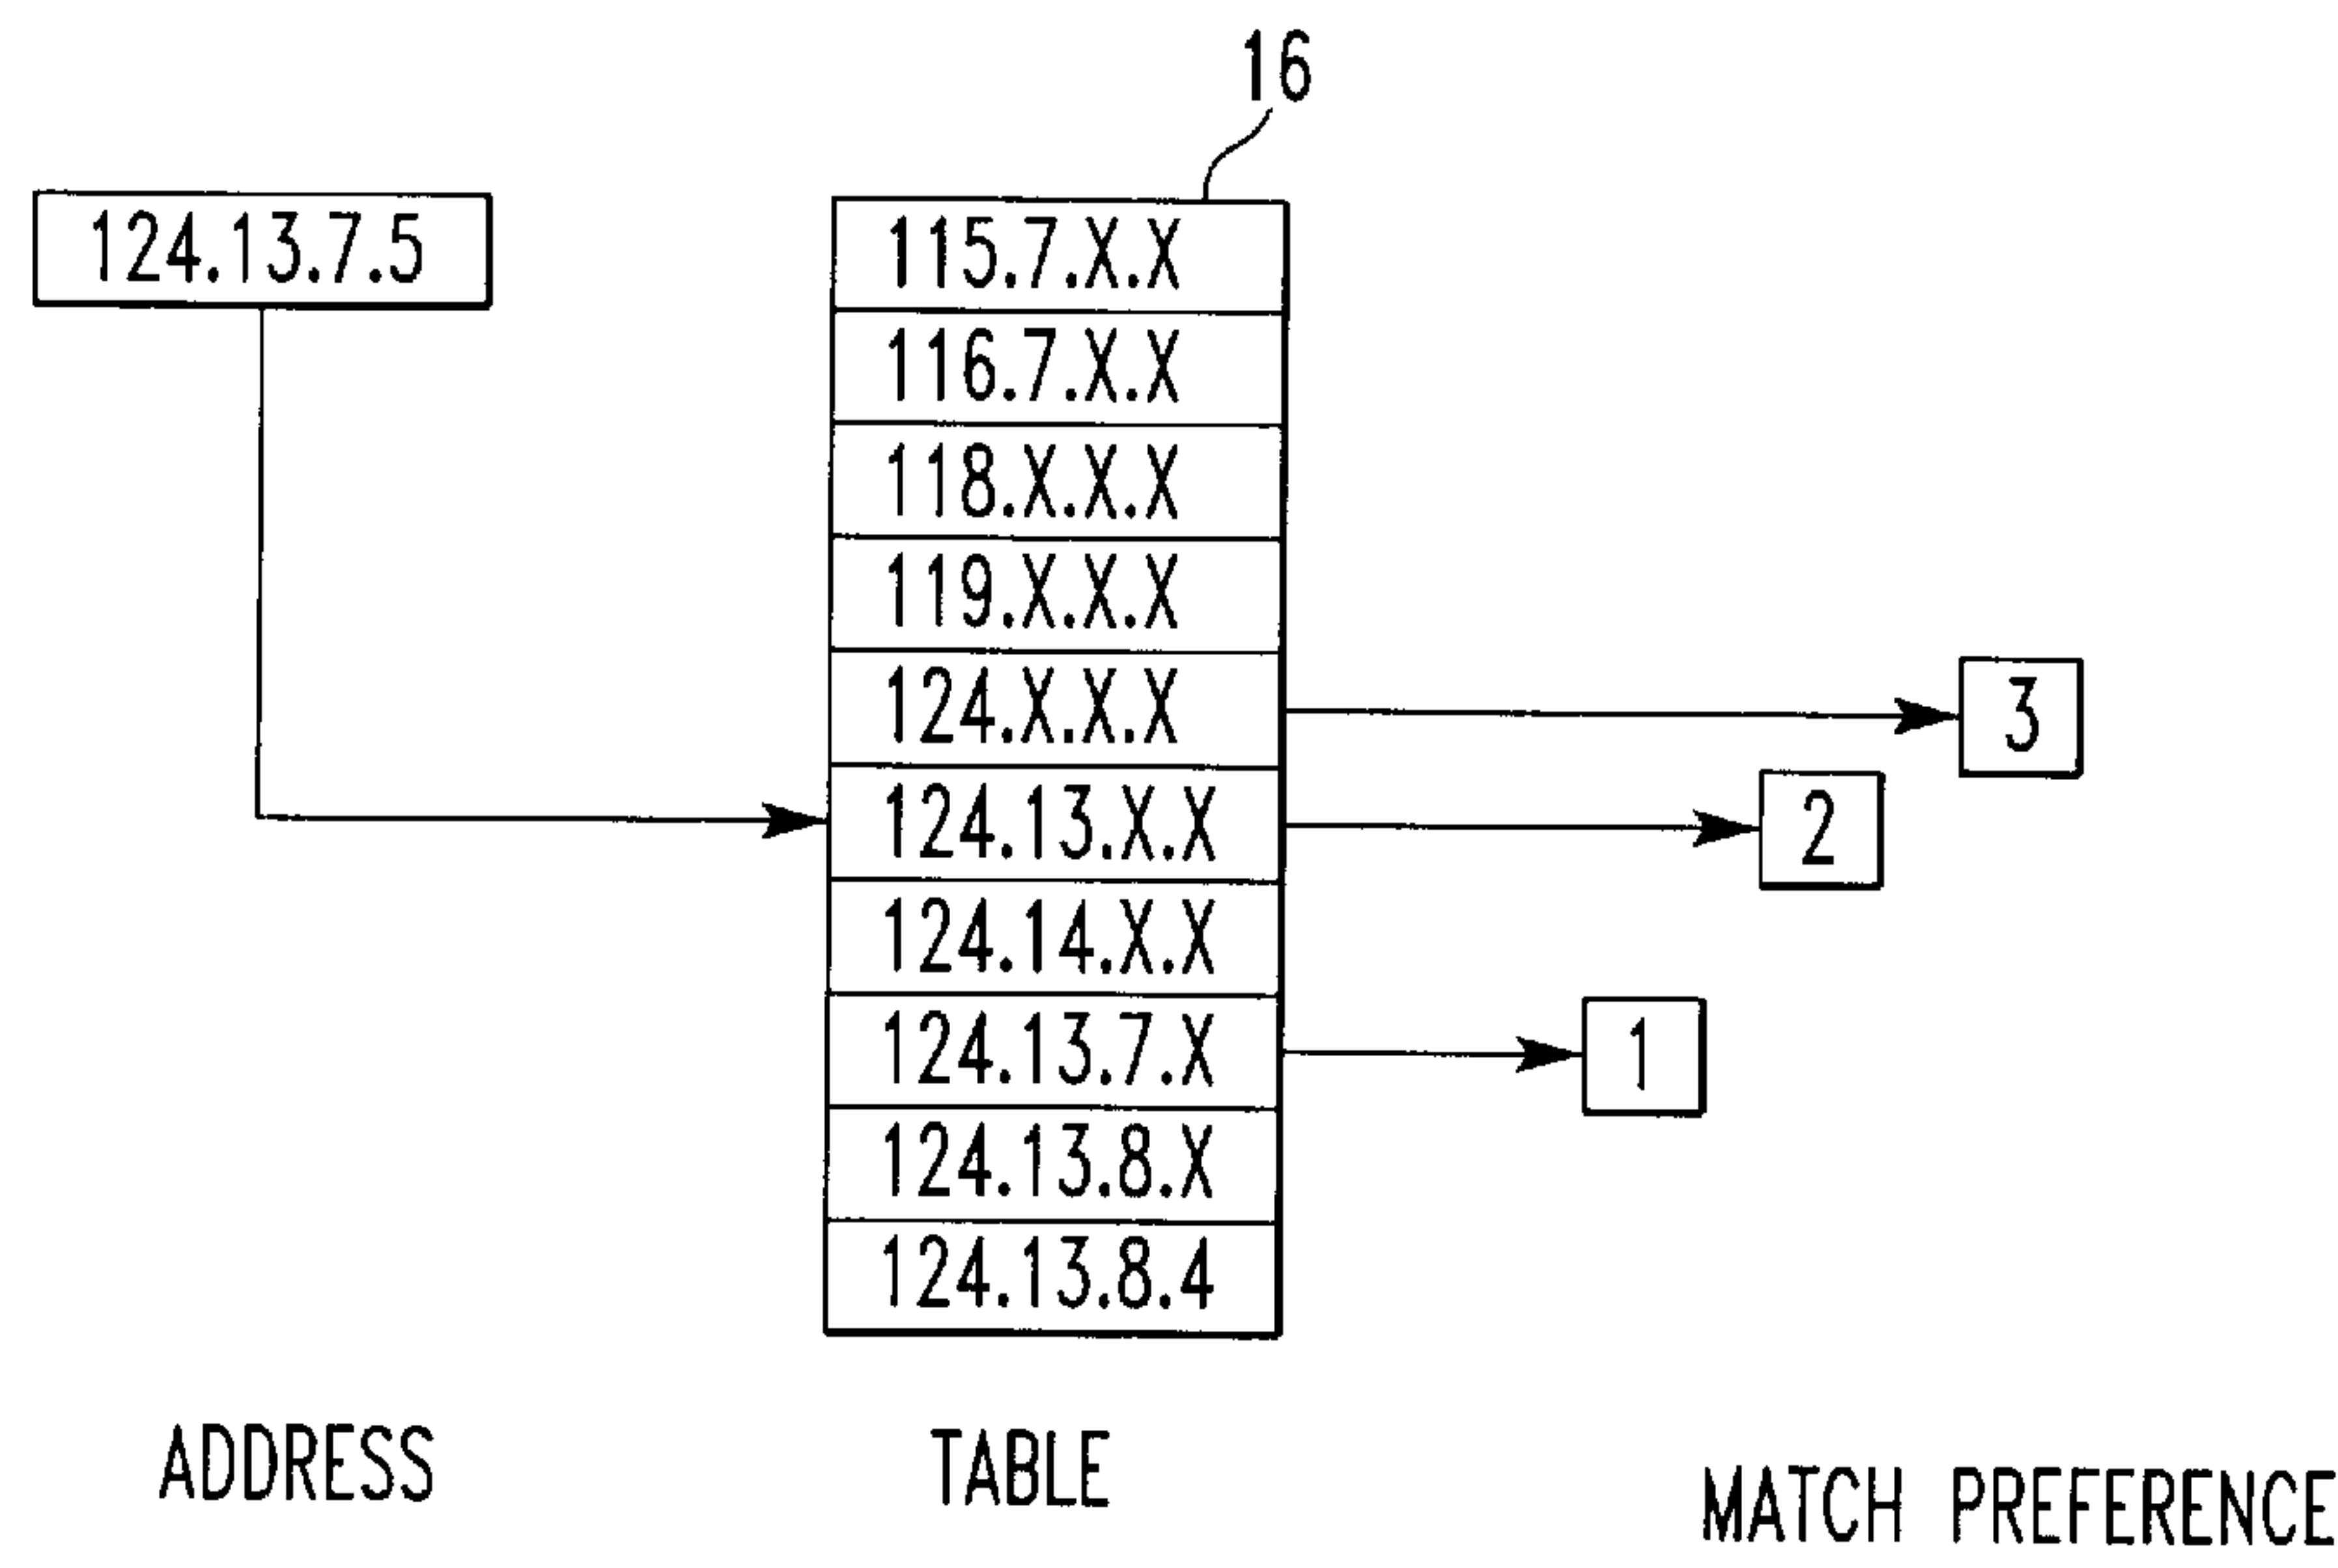 16
124.13.7.5
115.7.X.X
116.7.X.X
118.X.X.X
119.X.X.X
124.X.X.X
3
124.13.X.X
2
124.14.X.X
124.13.7.X
1
124.13.8.X
124.13.8.4
ADDRESS
TABLE
MATCH PREFERENCE